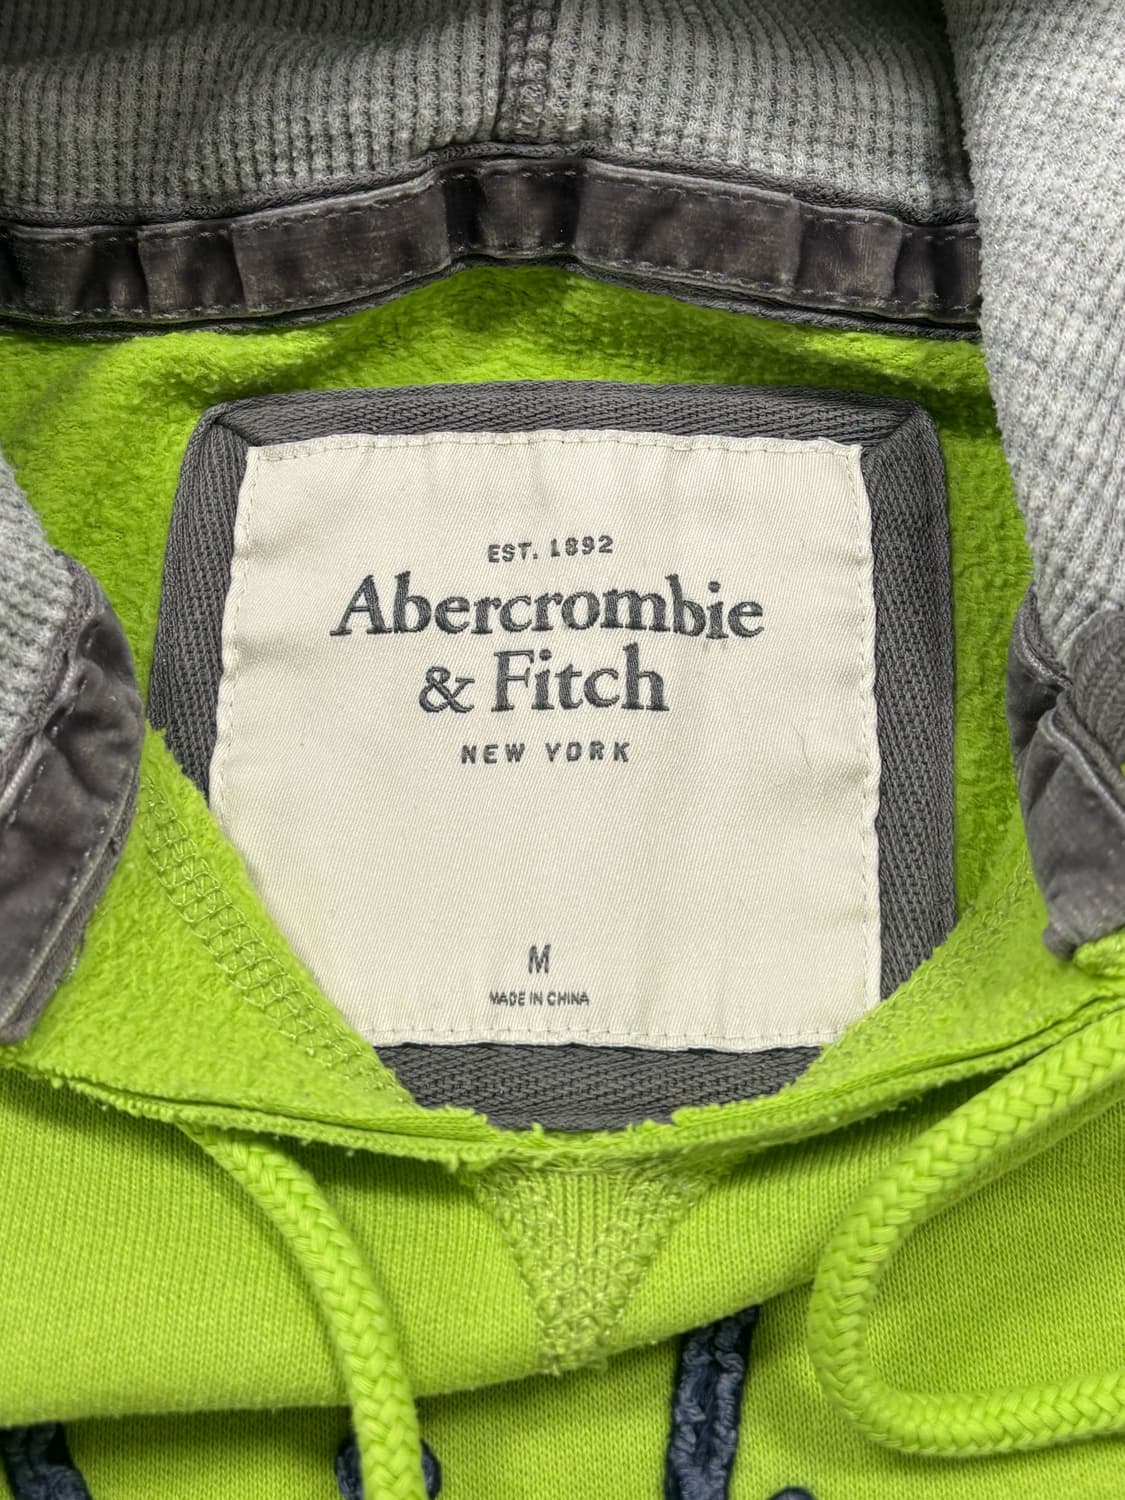 EST. 1892
Abercrombie
& Fitch
NEW YORK
M
MADE IN CHINA